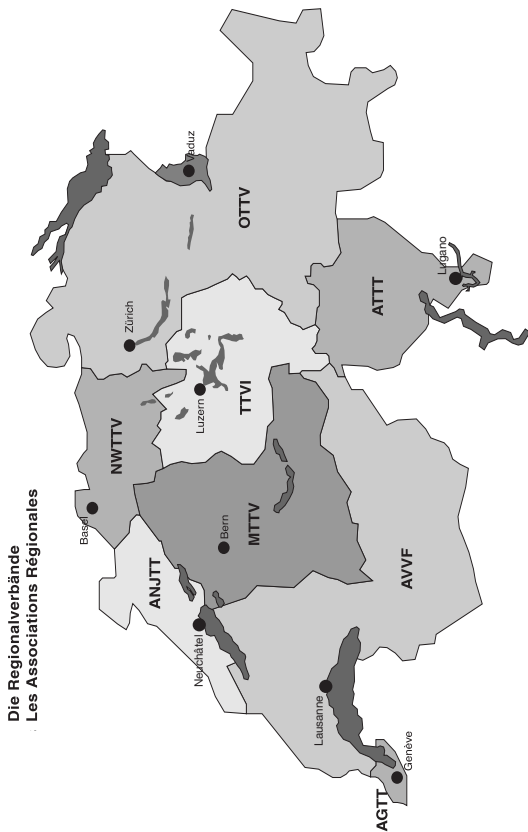 Die Regionalverbände
Les Associations Régionales
Basel
NWTTV
Zürich
Vaduz
OTTV
Luzern
TTVI
ANJTT
Neuchâtel
Bern
MTTV
ATTT
Lugano
Lausanne
AVVF
AGTT
Genève